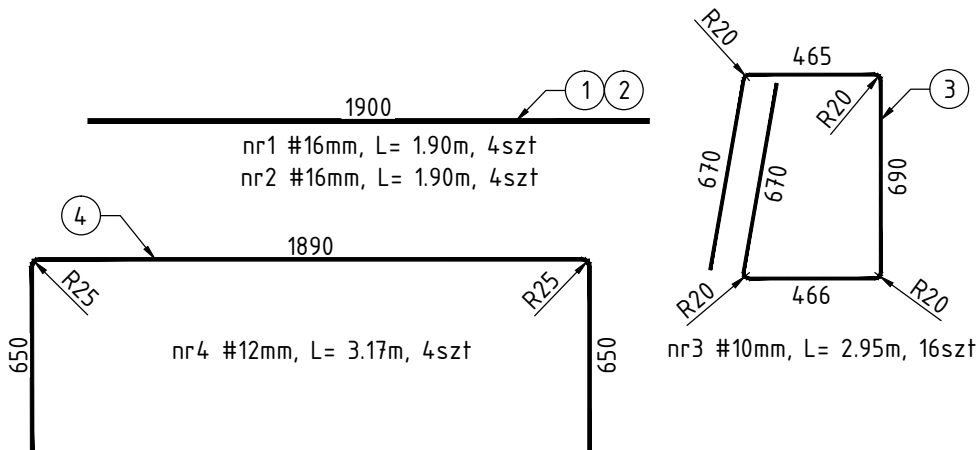 1900
1 2
nr1 #16mm, L= 1.90m, 4szt
nr2 #16mm, L= 1.90m, 4szt
4
1890
R25
R25
650
650
nr4 #12mm, L= 3.17m, 4szt
R20
465
3
R20
670
670
690
R20
466
R20
nr3 #10mm, L= 2.95m, 16szt